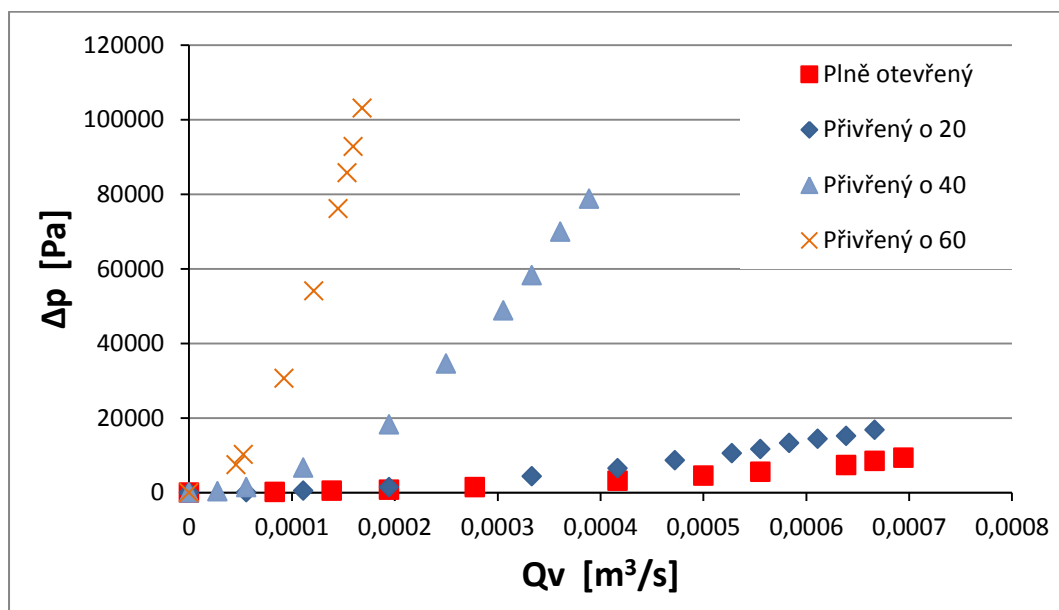 120000
100000
80000
60000
40000
20000
0
Δp [Pa]
Plně otevřený
Přivřený o 20
Přivřený o 40
Přivřený o 60
0 0,0001 0,0002 0,0003 0,0004 0,0005 0,0006 0,0007 0,0008
Qv [m³/s]